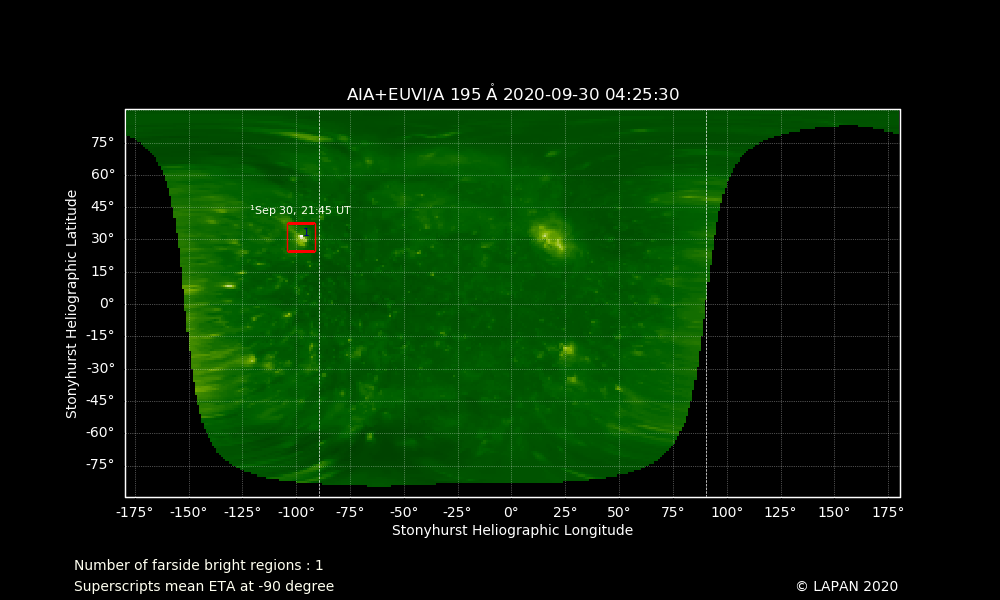 AIA+EUVI/A 195 Å 2020-09-30 04:25:30
Stonyhurst Heliographic Latitude
75°
60°
45°
30°
15°
0°
-15°
-30°
-45°
-60°
-75°
¹Sep 30, 21:45 UT
-175° -150° -125° -100° -75° -50° -25° 0° 25° 50° 75° 100° 125° 150° 175°
Stonyhurst Heliographic Longitude
Number of farside bright regions : 1
Superscripts mean ETA at -90 degree
© LAPAN 2020